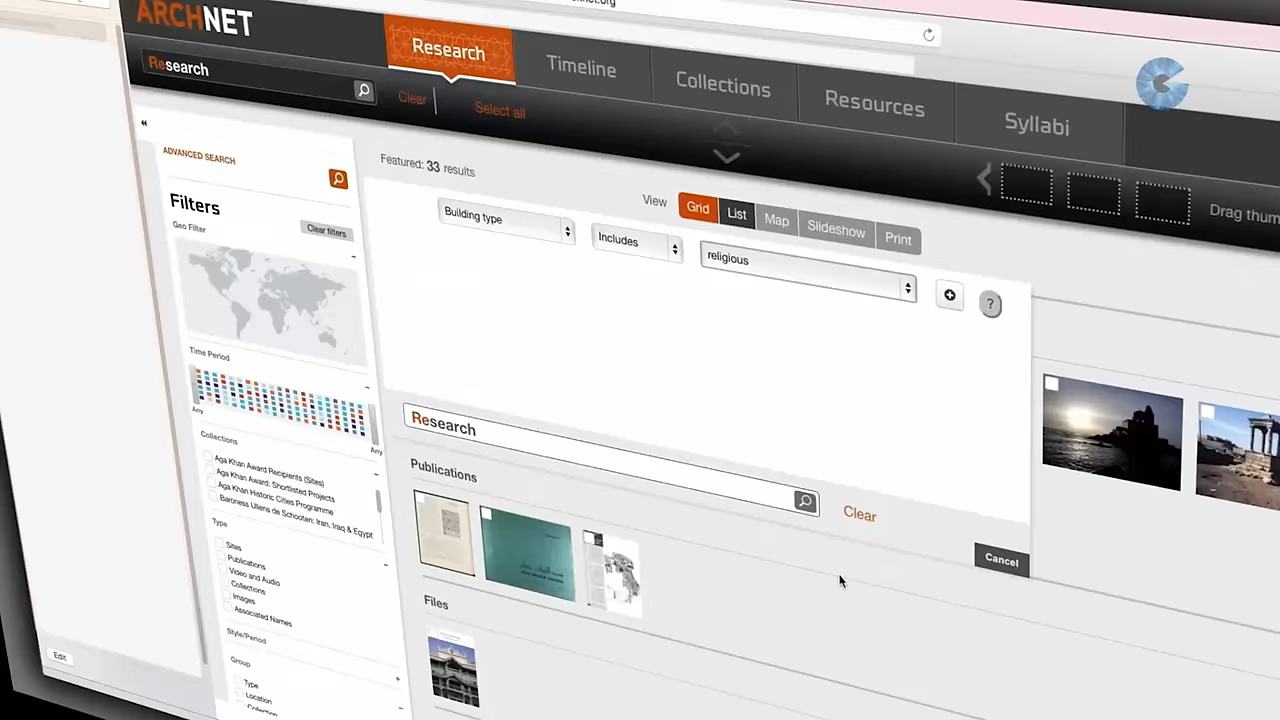 ARCHNET
Research
Timeline
Collections
Resources
Syllabi
Research
Clear
Select all
Drag thum
ADVANCED SEARCH
Featured: 33 results
Filters
Geo Filter
Clear filters
View
Grid
List
Map
Slideshow
Print
Building type
Includes
religious
?
Time Period
Any
Any
Collections
Aga Khan Award Recipients (Sites)
Aga Khan Award: Shortlisted Projects
Aga Khan Historic Cities Programme
Baroness Ullens de Schooten: Iran, Iraq & Egypt
Type
Sites
Publications
Video and Audio
Collections
Images
Associated Names
Style/Period
Group
Type
Location
Collection
Research
Clear
Publications
Cancel
Files
Edit